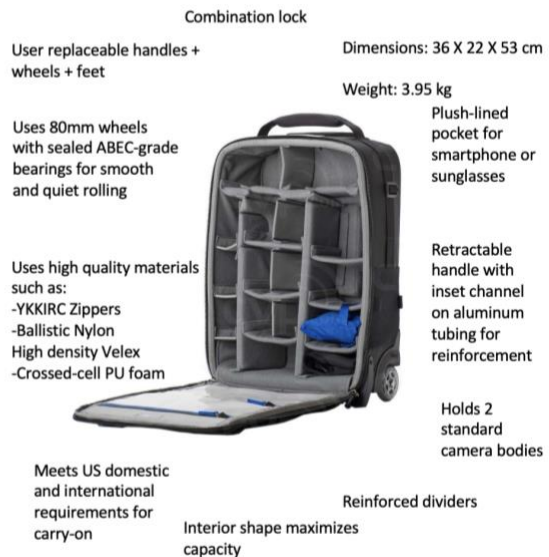 Combination lock
User replaceable handles +
wheels + feet
Dimensions: 36 X 22 X 53 cm
Weight: 3.95 kg
Plush-lined
pocket for
smartphone or
sunglasses
Uses 80mm wheels
with sealed ABEC-grade
bearings for smooth
and quiet rolling
Retractable
handle with
inset channel
on aluminum
tubing for
reinforcement
Uses high quality materials
such as:
-YKKIRC Zippers
-Ballistic Nylon
High density Velex
-Crossed-cell PU foam
Holds 2
standard
camera bodies
Meets US domestic
and international
requirements for
carry-on
Reinforced dividers
Interior shape maximizes
capacity